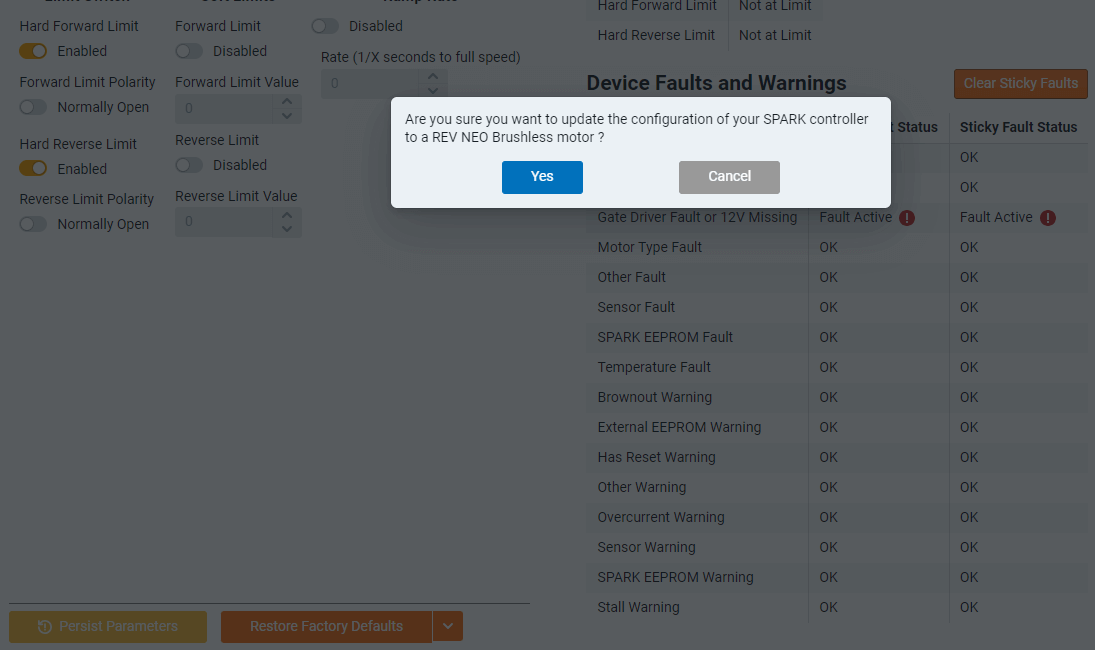 Hard Forward Limit
Enabled
Forward Limit Polarity
Normally Open
Hard Reverse Limit
Enabled
Reverse Limit Polarity
Normally Open
Forward Limit
Disabled
Forward Limit Value
0
Reverse Limit
Disabled
Reverse Limit Value
0
Disabled
Rate (1/X seconds to full speed)
0
Hard Forward Limit Not at Limit
Hard Reverse Limit Not at Limit
Device Faults and Warnings
Clear Sticky Faults
Are you sure you want to update the configuration of your SPARK controller
to a REV NEO Brushless motor ?
Yes
Cancel
t Status Sticky Fault Status
OK
OK
Gate Driver Fault or 12V Missing Fault Active Fault Active
Motor Type Fault OK OK
Other Fault OK OK
Sensor Fault OK OK
SPARK EEPROM Fault OK OK
Temperature Fault OK OK
Brownout Warning OK OK
External EEPROM Warning OK OK
Has Reset Warning OK OK
Other Warning OK OK
Overcurrent Warning OK OK
Sensor Warning OK OK
SPARK EEPROM Warning OK OK
Stall Warning OK OK
Persist Parameters
Restore Factory Defaults